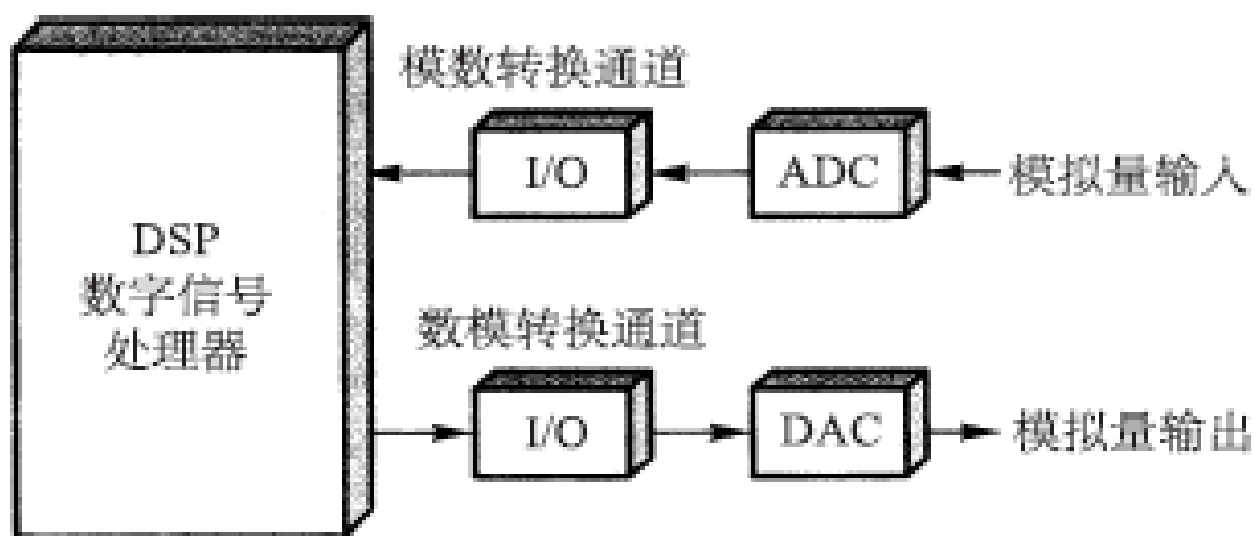 模数转换通道
I/O
ADC
模拟量输入
DSP
数字信号
处理器
数模转换通道
I/O
DAC
模拟量输出